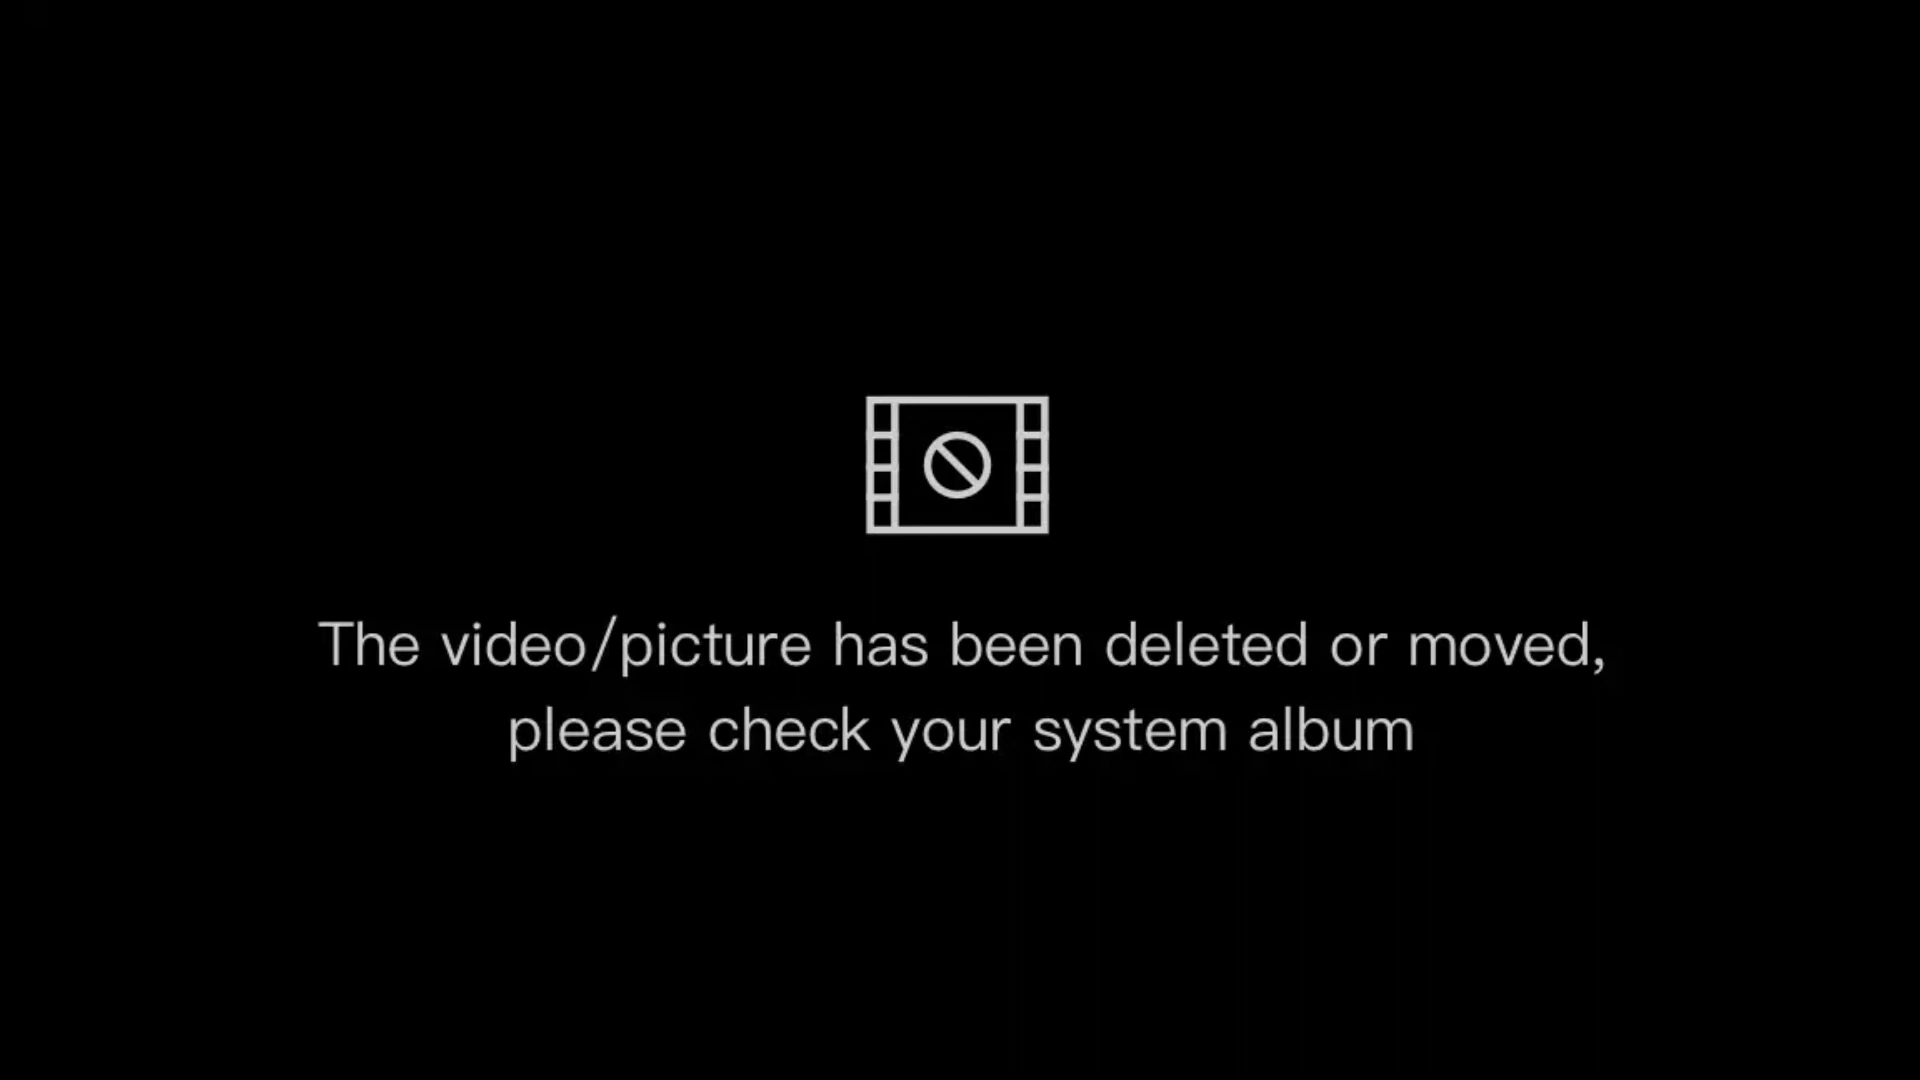 The video/picture has been deleted or moved,
please check your system album